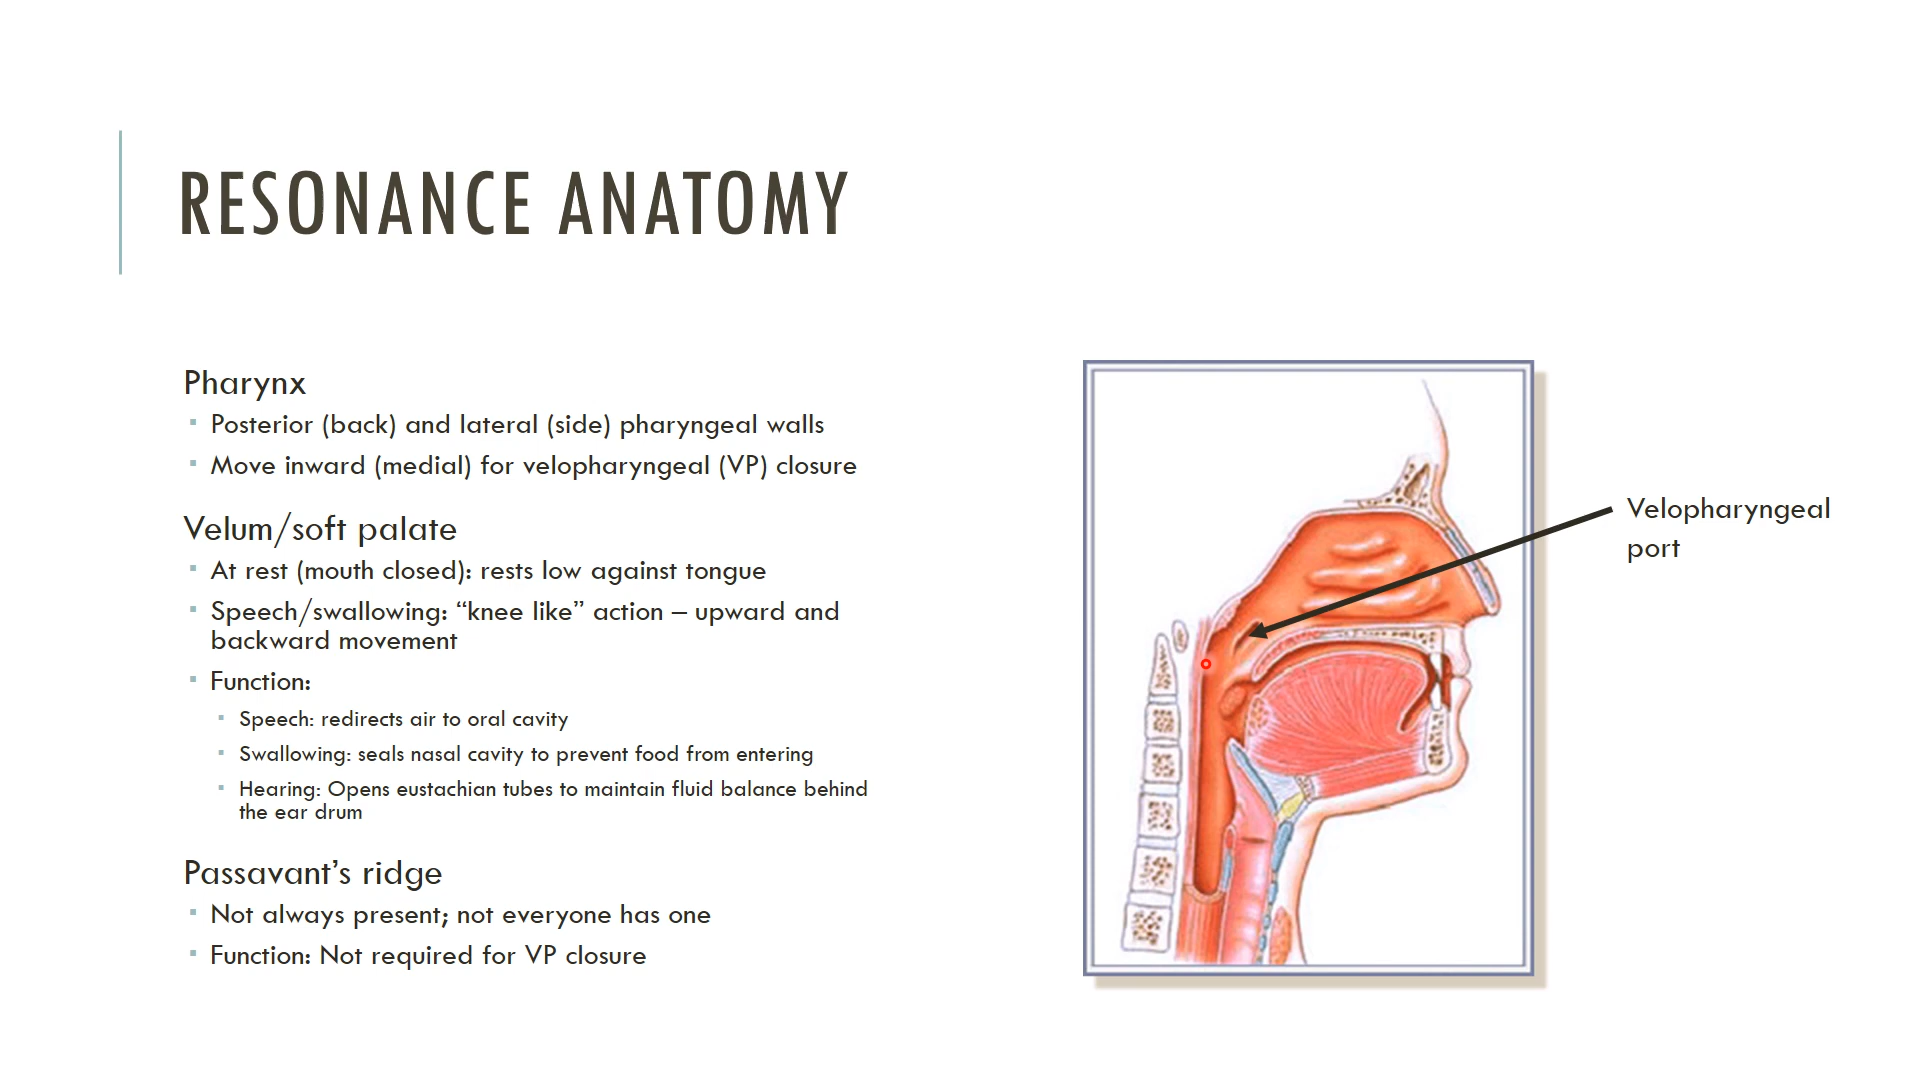 RESONANCE ANATOMY
Pharynx
▪ Posterior (back) and lateral (side) pharyngeal walls
▪ Move inward (medial) for velopharyngeal (VP) closure
Velum/soft palate
▪ At rest (mouth closed): rests low against tongue
▪ Speech/swallowing: “knee like” action – upward and
backward movement
▪ Function:
▪ Speech: redirects air to oral cavity
▪ Swallowing: seals nasal cavity to prevent food from entering
▪ Hearing: Opens eustachian tubes to maintain fluid balance behind
the ear drum
Passavant’s ridge
▪ Not always present; not everyone has one
▪ Function: Not required for VP closure
Velopharyngeal
port